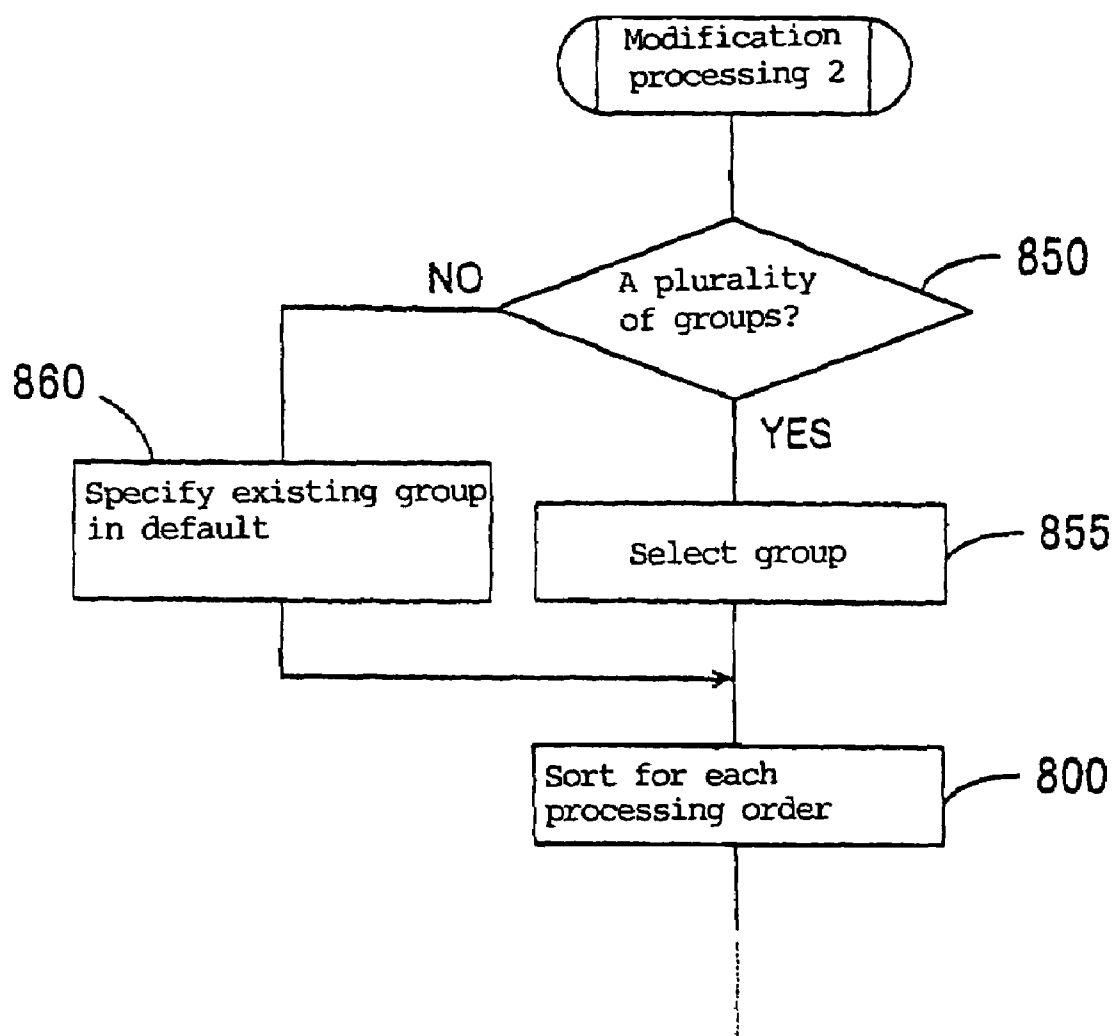 Modification
processing 2
A plurality
of groups?
850
NO
YES
860
Specify existing group
in default
Select group
855
Sort for each
processing order
800